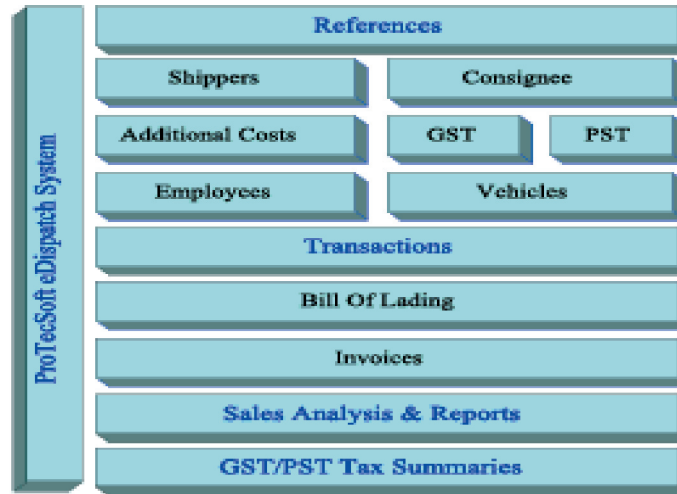 ProTecSoft eDispatch System
References
Shippers
Consignee
Additional Costs
GST
PST
Employees
Vehicles
Transactions
Bill Of Lading
Invoices
Sales Analysis & Reports
GST/PST Tax Summaries